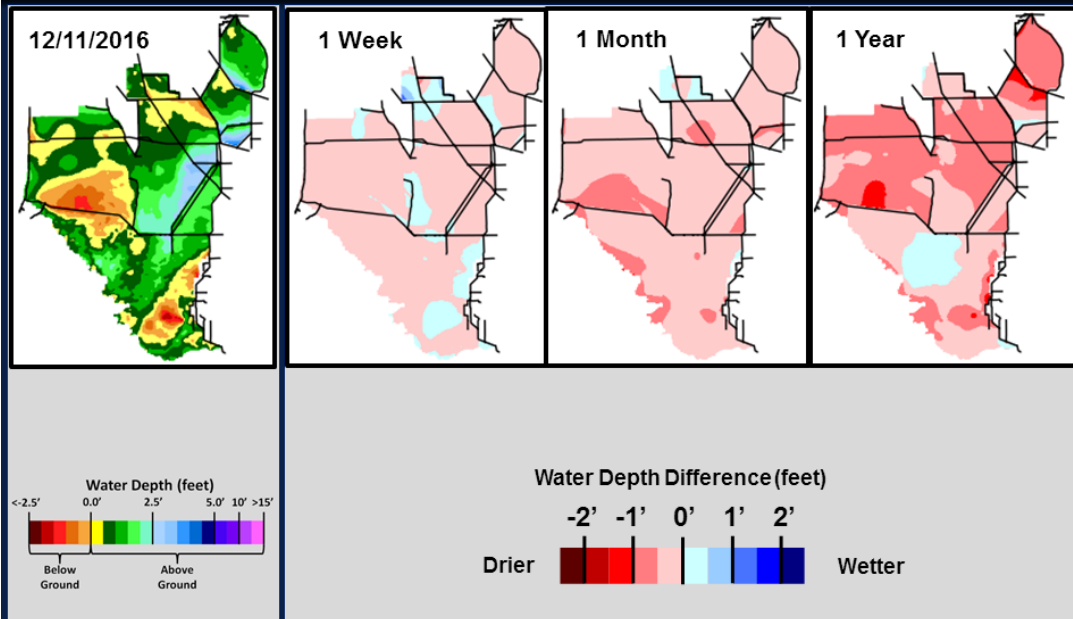 12/11/2016
1 Week
1 Month
1 Year
Water Depth (feet)
<-2.5' 0.0' 2.5' 5.0' 10' >15'
Below
Ground
Above
Ground
Water Depth Difference (feet)
-2' -1' 0' 1' 2'
Drier
Wetter